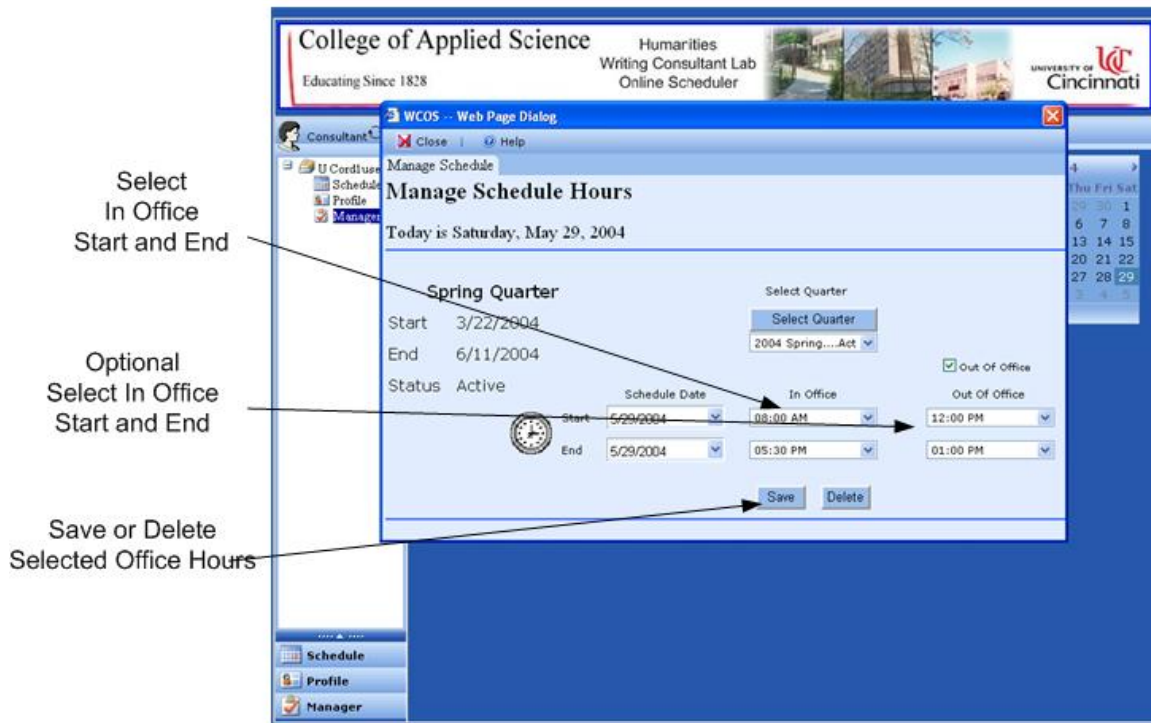 College of Applied Science
Educating Since 1828
Humanities
Writing Consultant Lab
Online Scheduler
UNIVERSITY OF
Cincinnati
Consultant
WCOS -- Web Page Dialog
Close | Help
Manage Schedule
Manage Schedule Hours
Today is Saturday, May 29, 2004
U Cord1use
Schedule
Profile
Manager
4
Thu Fri Sat
29 30 1
6 7 8
13 14 15
20 21 22
27 28 29
3 4 5
Select
In Office
Start and End
Spring Quarter
Start 3/22/2004
End 6/11/2004
Status Active
Select Quarter
Select Quarter
2004 Spring....Act
Out Of Office
Schedule Date In Office Out Of Office
Start 5/29/2004 08:00 AM 12:00 PM
End 5/29/2004 05:30 PM 01:00 PM
Save Delete
Optional
Select In Office
Start and End
Save or Delete
Selected Office Hours
Schedule
Profile
Manager